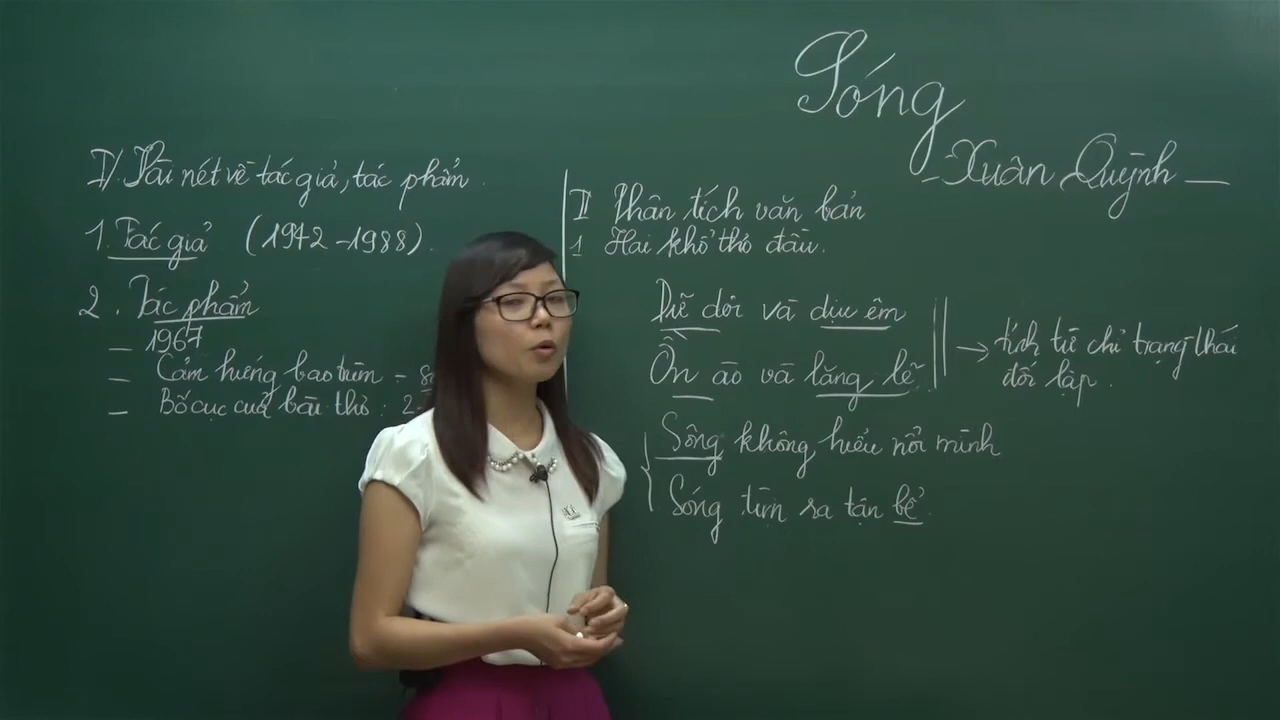 Sóng
- Xuân Quỳnh -
I/. Vài nét về tác giả, tác phẩm.
1. Tác giả (1942 - 1988).
2. Tác phẩm
- 1967
- Cảm hứng bao trùm -
- Bố cục của bài thơ : 2
II Phân tích văn bản
1 Hai khổ thơ đầu.
Dữ dội và dịu êm
Ồn ào và lặng lẽ
→ tính từ chỉ trạng thái
đối lập.
Sông không hiểu nổi mình
Sóng tìm ra tận bể.